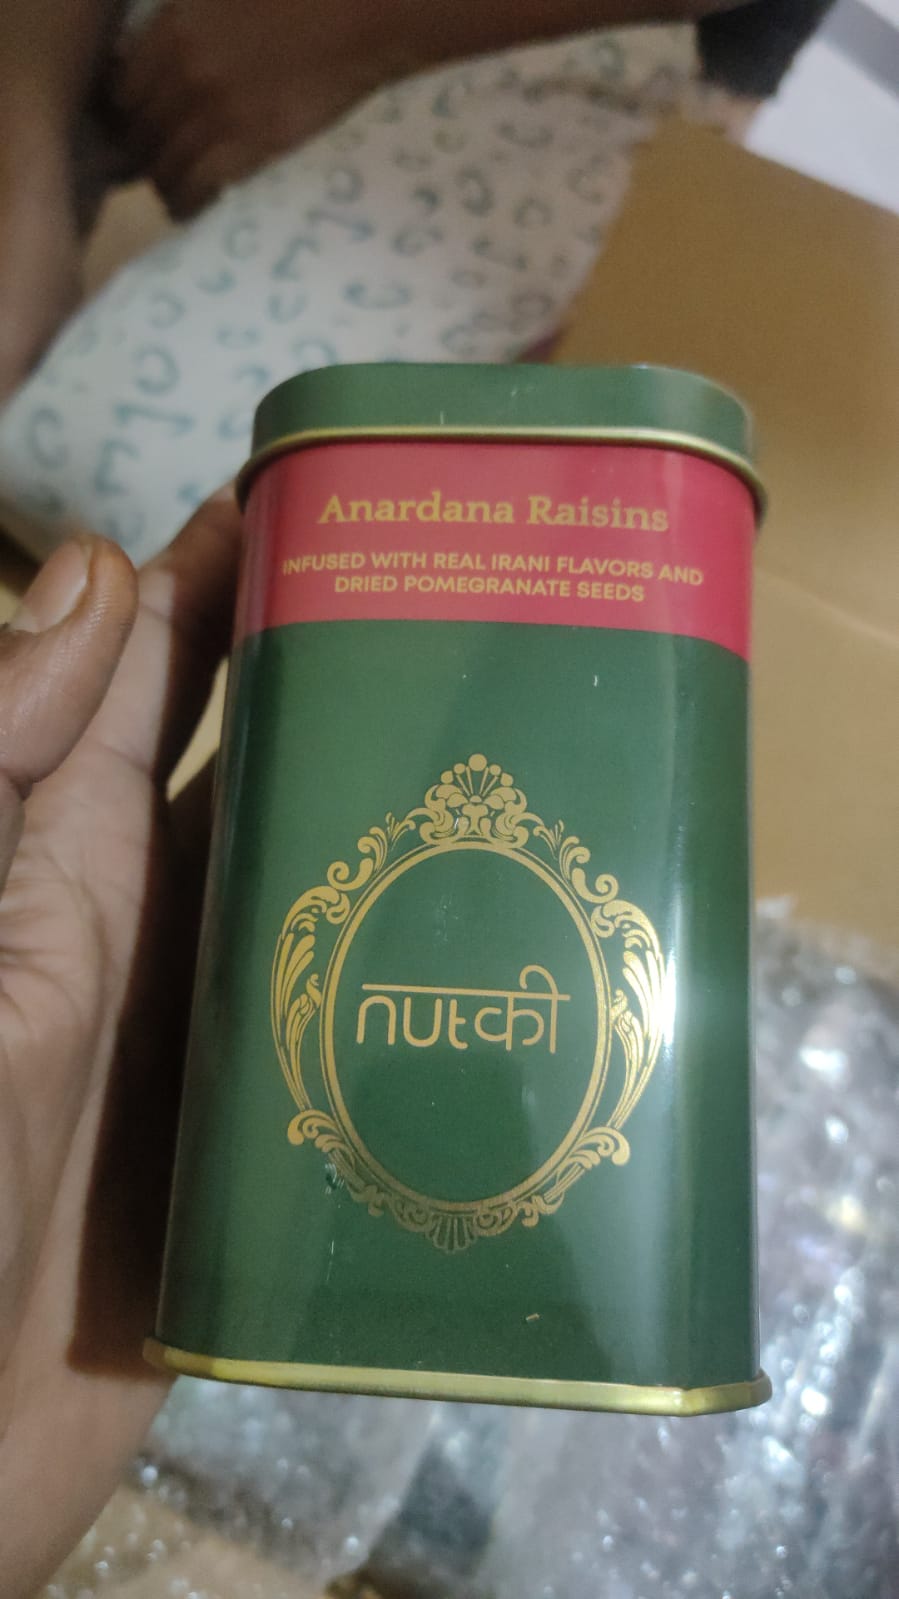 Anardana Raisins
INFUSED WITH REAL IRANI FLAVORS AND
DRIED POMEGRANATE SEEDS
nutकी